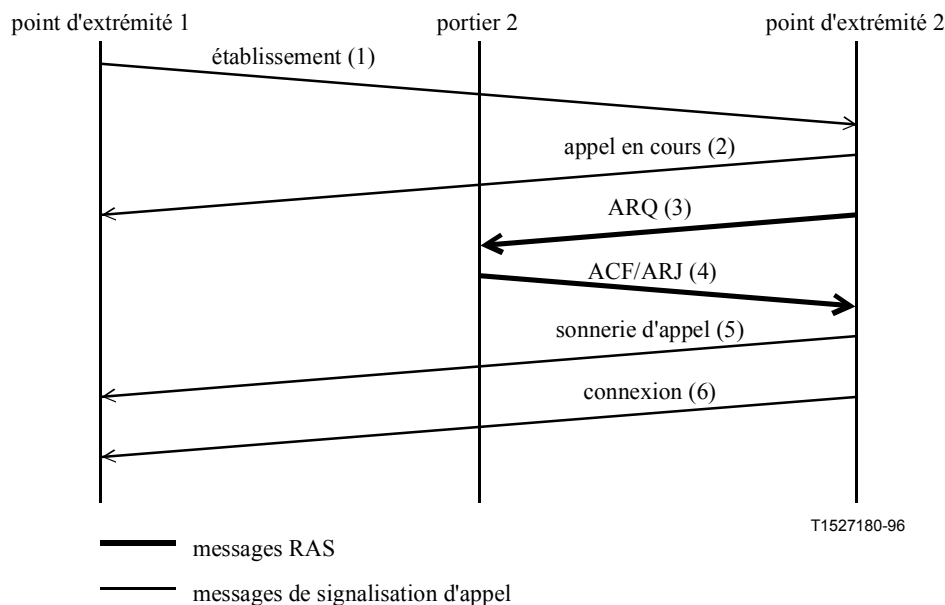 point d'extrémité 1
portier 2
point d'extrémité 2
établissement (1)
appel en cours (2)
ARQ (3)
ACF/ARJ (4)
sonnerie d'appel (5)
connexion (6)
T1527180-96
messages RAS
messages de signalisation d'appel